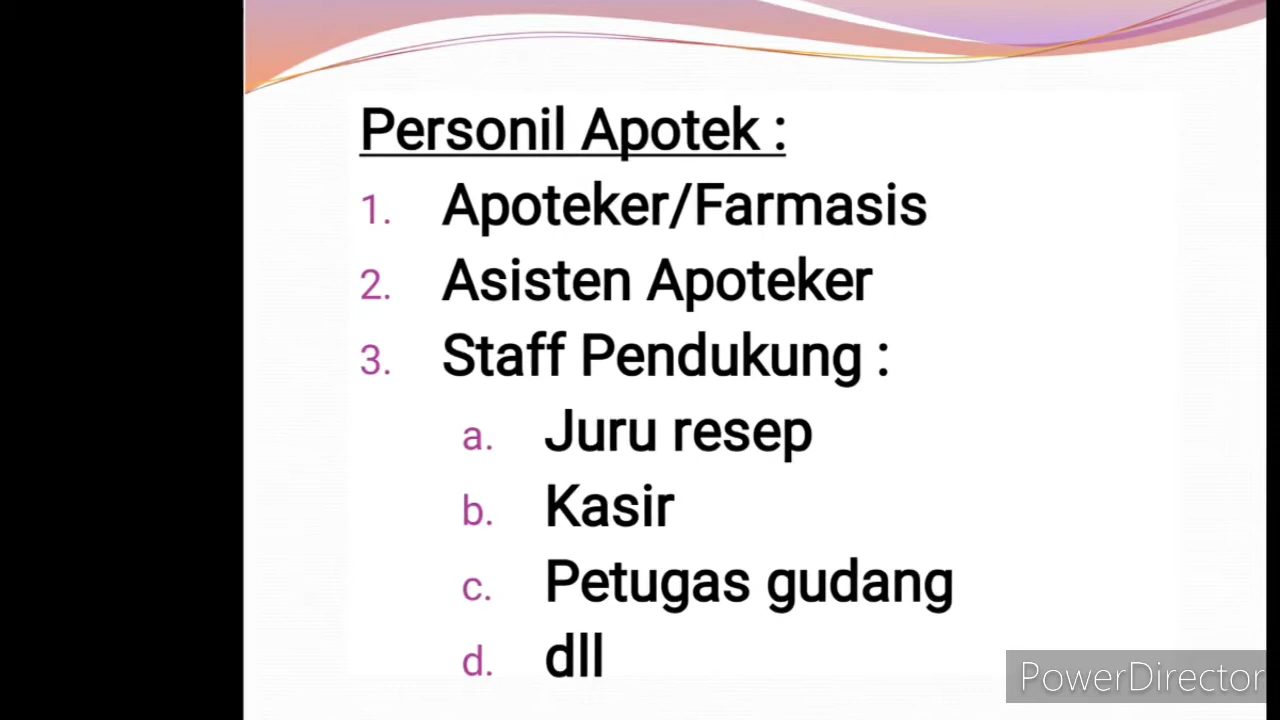 Personil Apotek :
1. Apoteker/Farmasis
2. Asisten Apoteker
3. Staff Pendukung :
a. Juru resep
b. Kasir
c. Petugas gudang
d. dll
PowerDirector